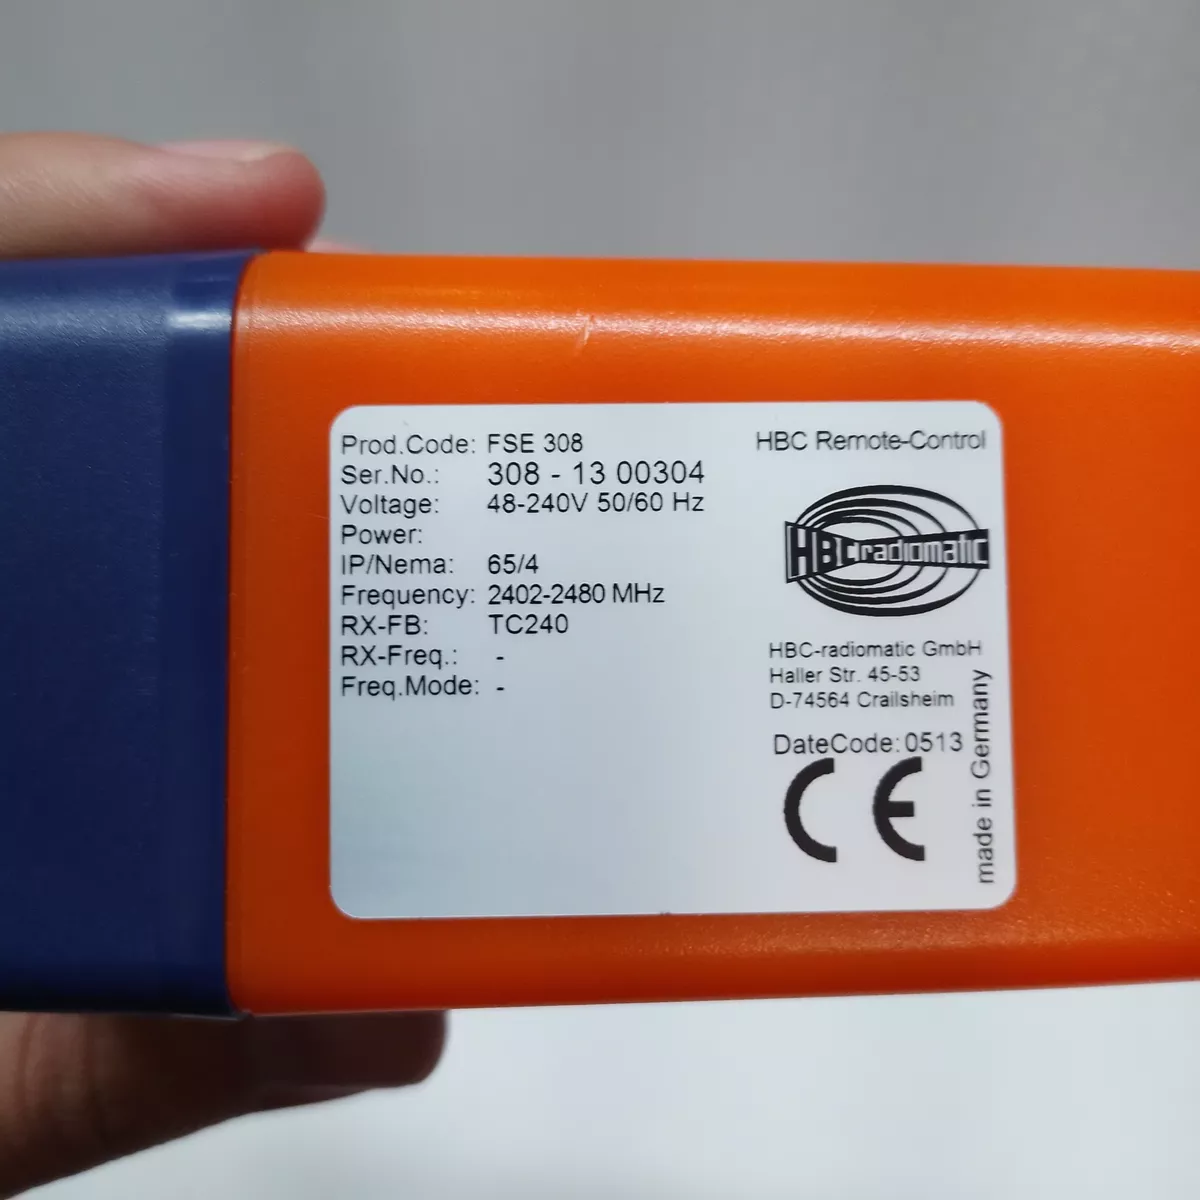 Prod.Code: FSE 308
Ser.No.: 308 - 13 00304
Voltage: 48-240V 50/60 Hz
Power:
IP/Nema: 65/4
Frequency: 2402-2480 MHz
RX-FB: TC240
RX-Freq.: -
Freq.Mode: -
HBC Remote-Control
HBCradiomatic
HBC-radiomatic GmbH
Haller Str. 45-53
D-74564 Crailsheim
DateCode: 0513
CE
made in Germany